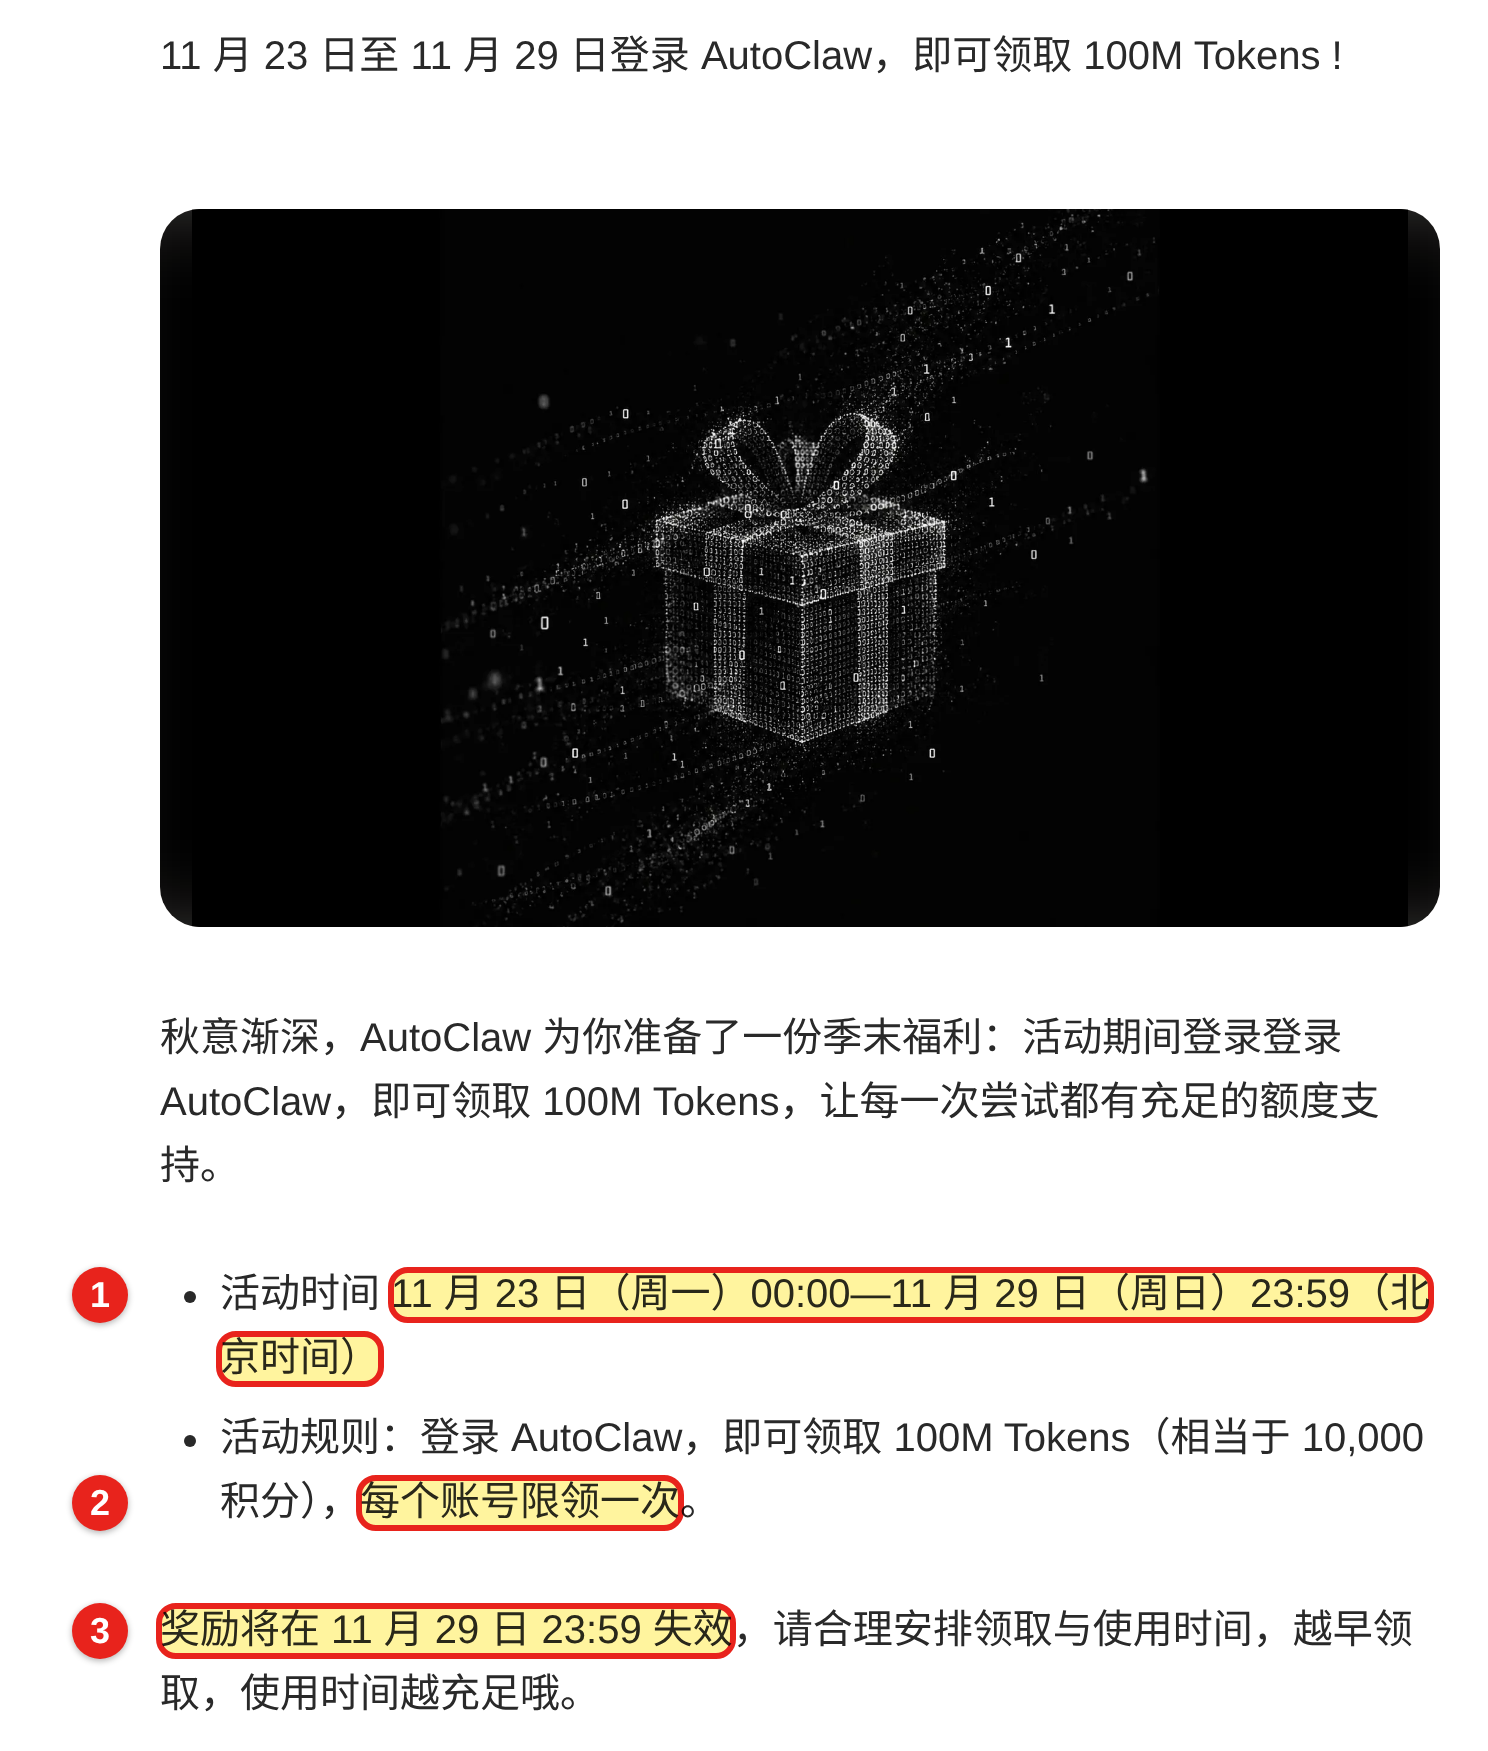 11 月 23 日至 11 月 29 日登录 AutoClaw，即可领取 100M Tokens !
秋意渐深，AutoClaw 为你准备了一份季末福利：活动期间登录登录
AutoClaw，即可领取 100M Tokens，让每一次尝试都有充足的额度支
持。
1
• 活动时间 11 月 23 日（周一）00:00—11 月 29 日（周日）23:59（北
京时间）
• 活动规则：登录 AutoClaw，即可领取 100M Tokens（相当于 10,000
2
积分），每个账号限领一次。
3
奖励将在 11 月 29 日 23:59 失效，请合理安排领取与使用时间，越早领
取，使用时间越充足哦。